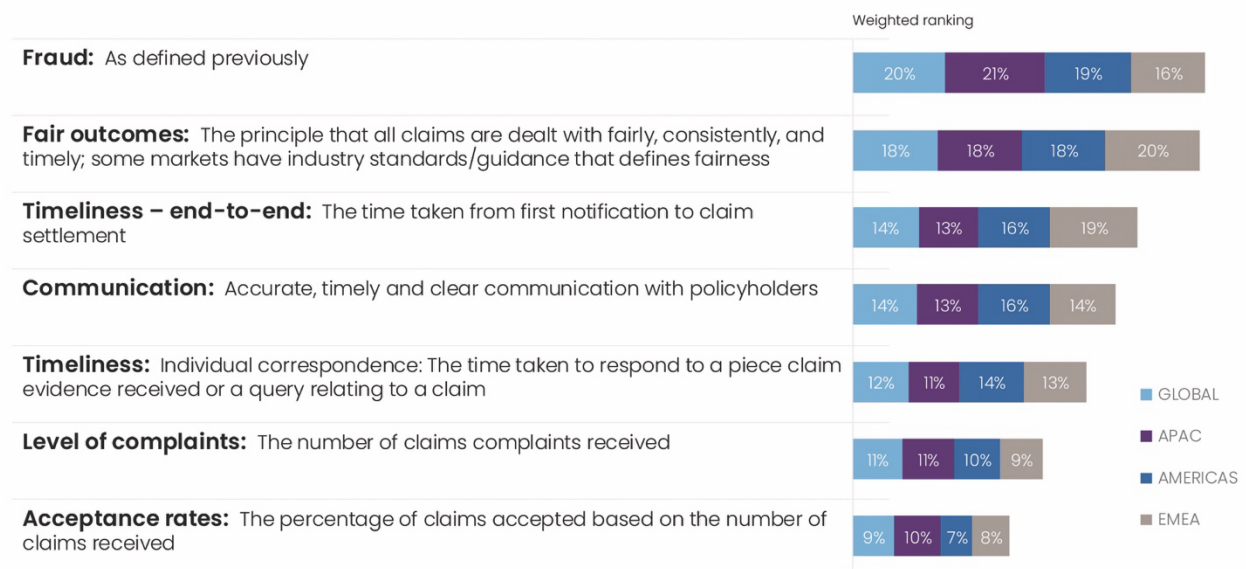 Weighted ranking
Fraud: As defined previously
20% 21% 19% 16%
Fair outcomes: The principle that all claims are dealt with fairly, consistently, and
timely; some markets have industry standards/guidance that defines fairness
18% 18% 18% 20%
Timeliness – end-to-end: The time taken from first notification to claim
settlement
14% 13% 16% 19%
Communication: Accurate, timely and clear communication with policyholders
14% 13% 16% 14%
Timeliness: Individual correspondence: The time taken to respond to a piece claim
evidence received or a query relating to a claim
12% 11% 14% 13%
Level of complaints: The number of claims complaints received
11% 11% 10% 9%
Acceptance rates: The percentage of claims accepted based on the number of
claims received
9% 10% 7% 8%
GLOBAL
APAC
AMERICAS
EMEA